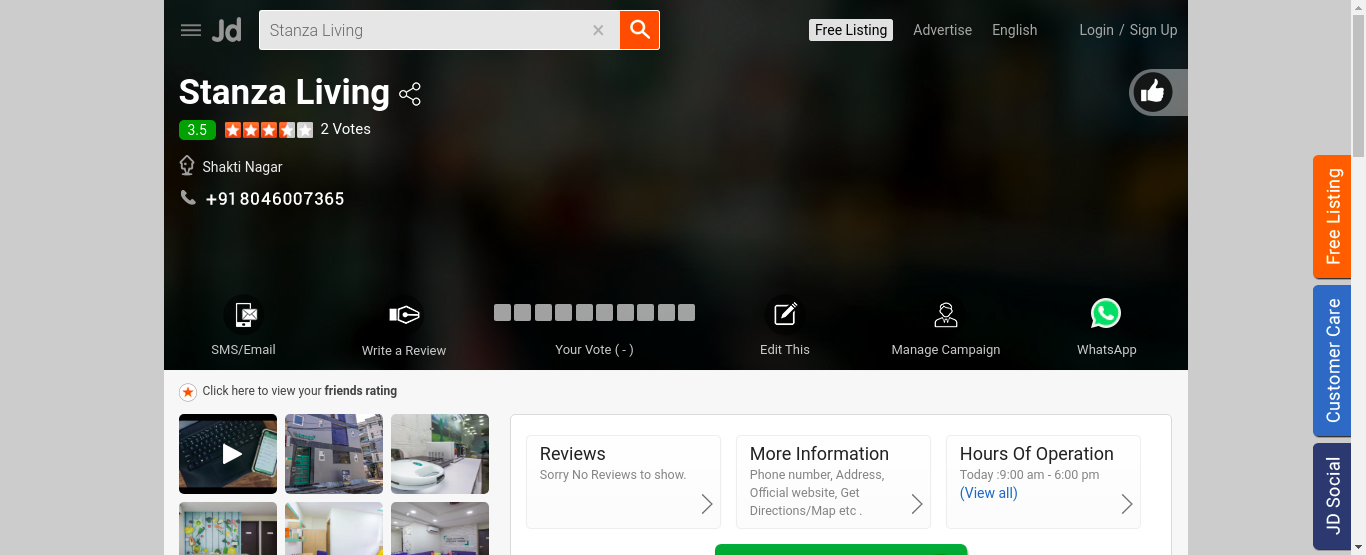 Jd
Stanza Living
Free Listing
Advertise
English
Login / Sign Up
Stanza Living
3.5
2 Votes
Shakti Nagar
+918046007365
SMS/Email
Write a Review
Your Vote ( - )
Edit This
Manage Campaign
WhatsApp
Free Listing
Customer Care
JD Social
Click here to view your friends rating
Reviews
Sorry No Reviews to show.
More Information
Phone number, Address,
Official website, Get
Directions/Map etc .
Hours Of Operation
Today :9:00 am - 6:00 pm
(View all)